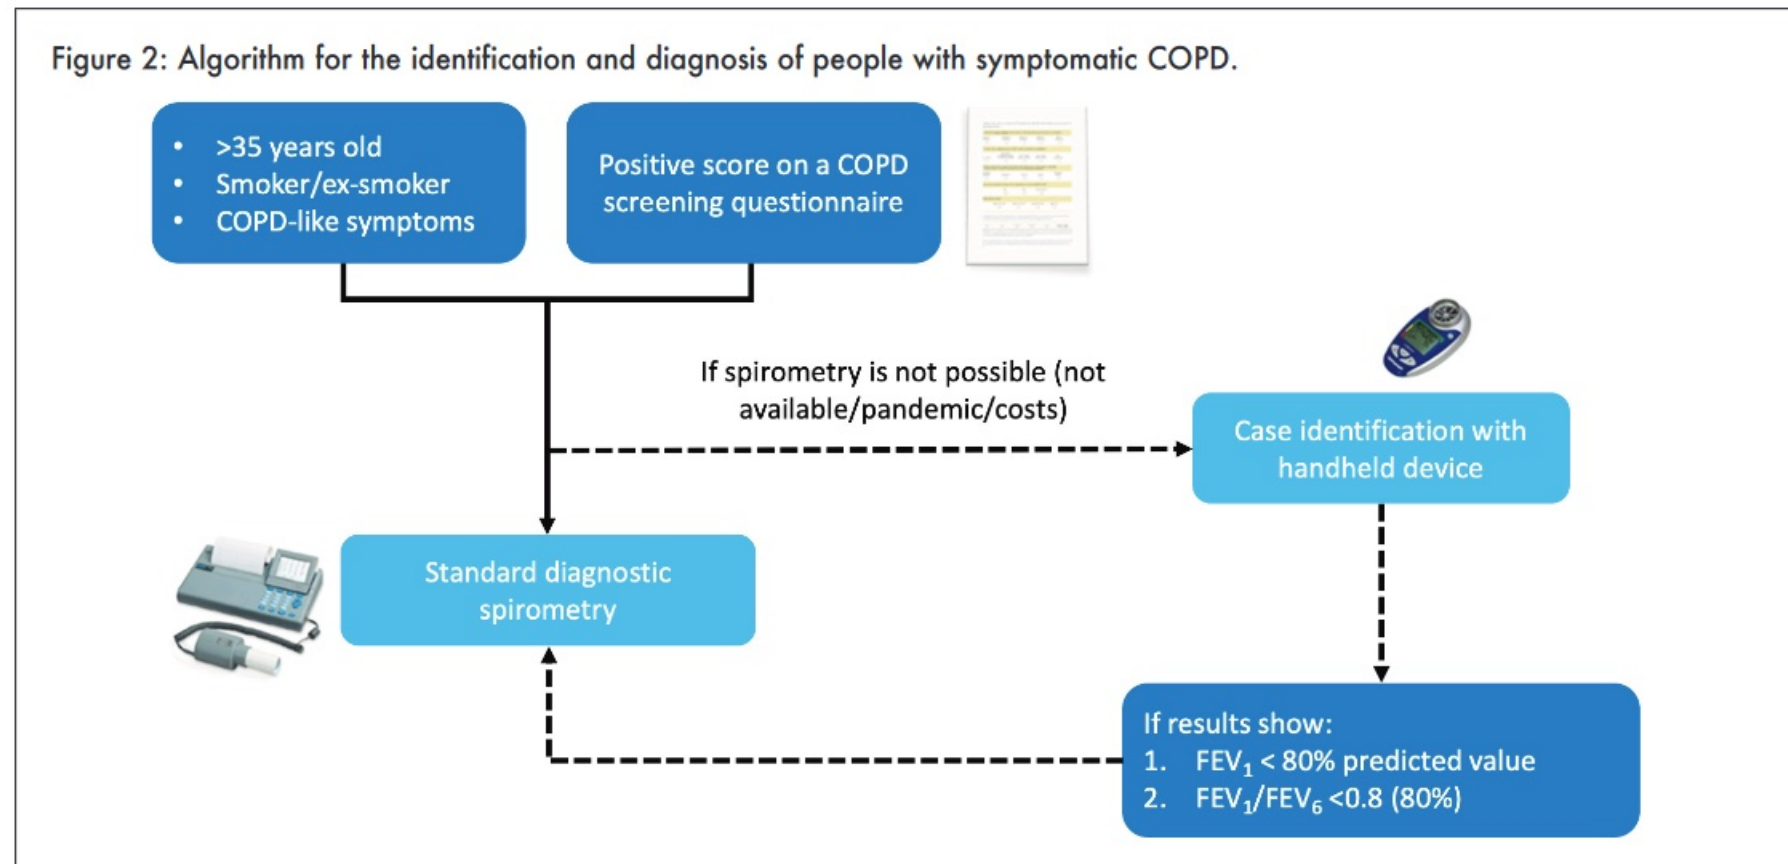 Figure 2: Algorithm for the identification and diagnosis of people with symptomatic COPD.
• >35 years old
• Smoker/ex-smoker
• COPD-like symptoms
Positive score on a COPD
screening questionnaire
If spirometry is not possible (not
available/pandemic/costs)
Case identification with
handheld device
Standard diagnostic
spirometry
If results show:
1. FEV₁ < 80% predicted value
2. FEV₁/FEV₆ <0.8 (80%)